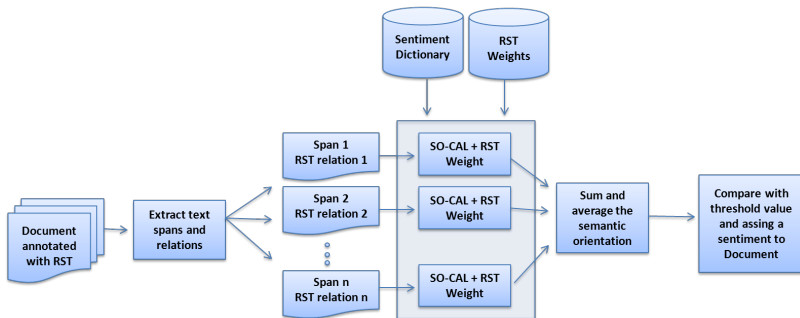 Sentiment
Dictionary
RST
Weights
Document
annotated
with RST
Extract text
spans and
relations
Span 1
RST relation 1
Span 2
RST relation 2
Span n
RST relation n
SO-CAL + RST
Weight
SO-CAL + RST
Weight
SO-CAL + RST
Weight
Sum and
average the
semantic
orientation
Compare with
threshold value
and assing a
sentiment to
Document